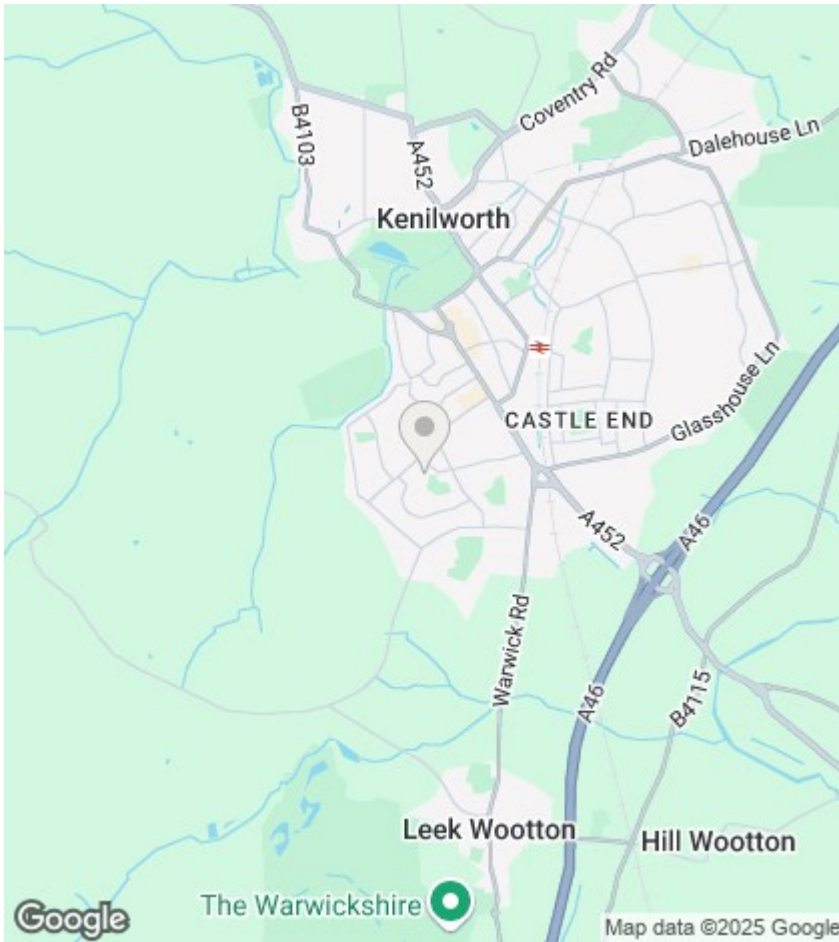 Coventry Rd
B4103
Dalehouse Ln
A452
Kenilworth
Glasshouse Ln
CASTLE END
A452
A46
Warwick Rd
A46
B4115
Leek Wootton
Hill Wootton
The Warwickshire
Google
Map data ©2025 Google